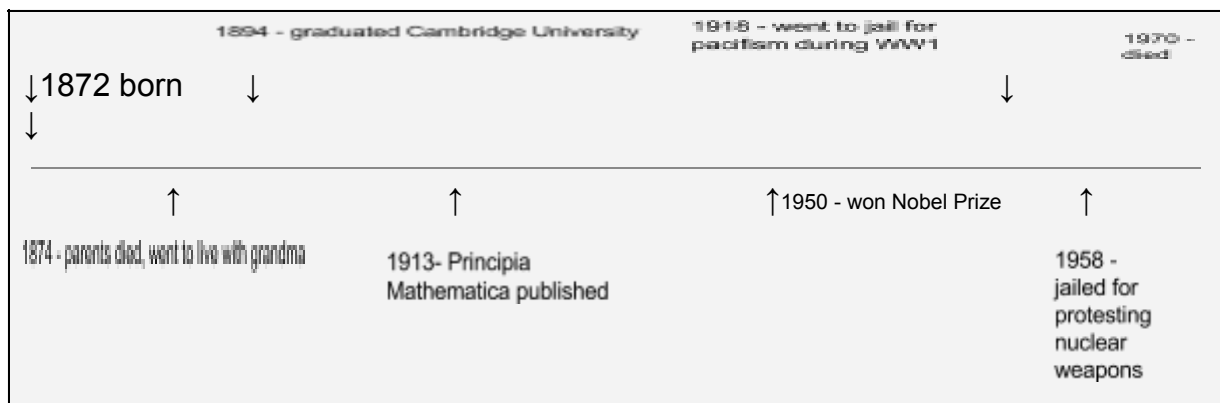 1894 - graduated Cambridge University
1918 - went to jail for
pacifism during WW1
1970 -
died
↓1872 born ↓ ↓
↓
↑ ↑ ↑1950 - won Nobel Prize ↑
1874 - parents died, went to live with grandma
1913- Principia
Mathematica published
1958 -
jailed for
protesting
nuclear
weapons